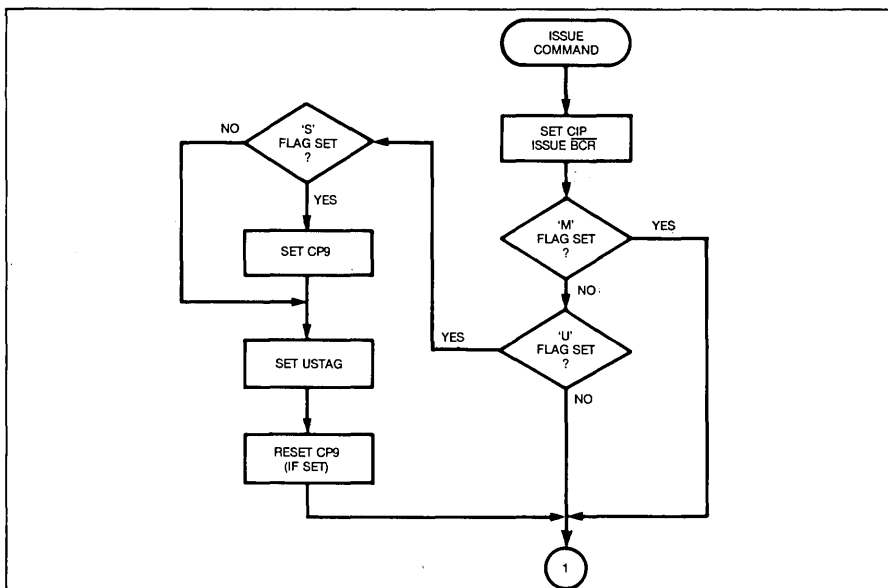 ISSUE
COMMAND
SET CIP
ISSUE B̅C̅R̅
'M'
FLAG SET
?
YES
NO
'U'
FLAG SET
?
YES
NO
'S'
FLAG SET
?
NO
YES
SET CP9
SET USTAG
RESET CP9
(IF SET)
1